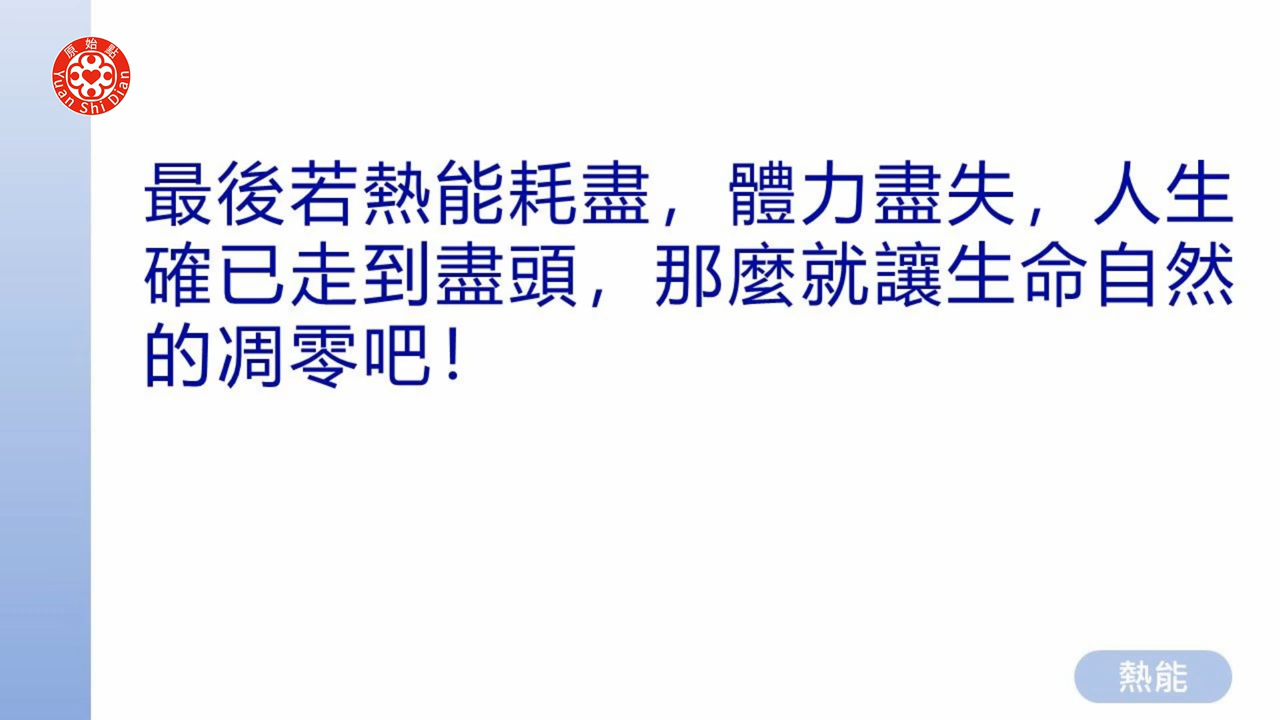 原始點
Yuan Shi Dian
最後若熱能耗盡，體力盡失，人生
確已走到盡頭，那麼就讓生命自然
的凋零吧！
熱能